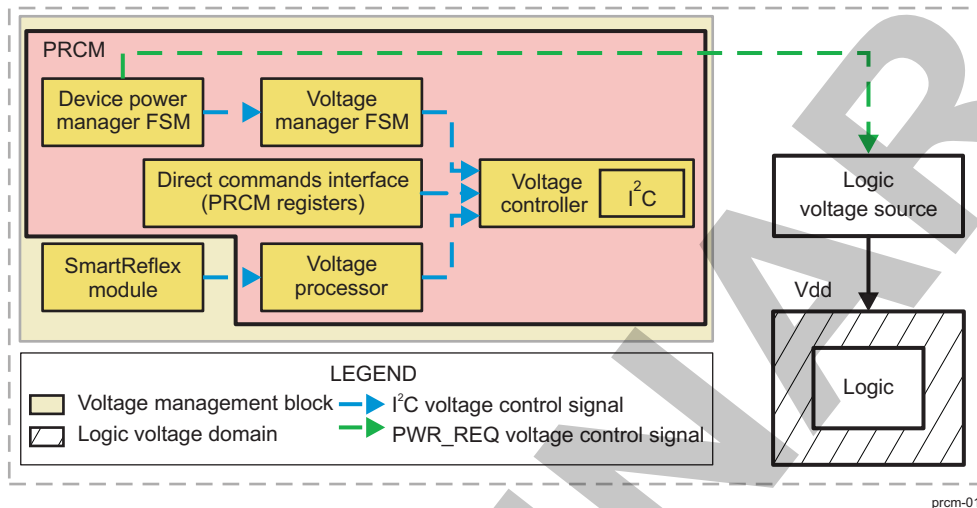 PRCM
Device power
manager FSM
Voltage
manager FSM
Direct commands interface
(PRCM registers)
Voltage
controller
I²C
SmartReflex
module
Voltage
processor
Logic
voltage source
Vdd
Logic
LEGEND
Voltage management block
I²C voltage control signal
Logic voltage domain
PWR_REQ voltage control signal
prcm-01
NAR